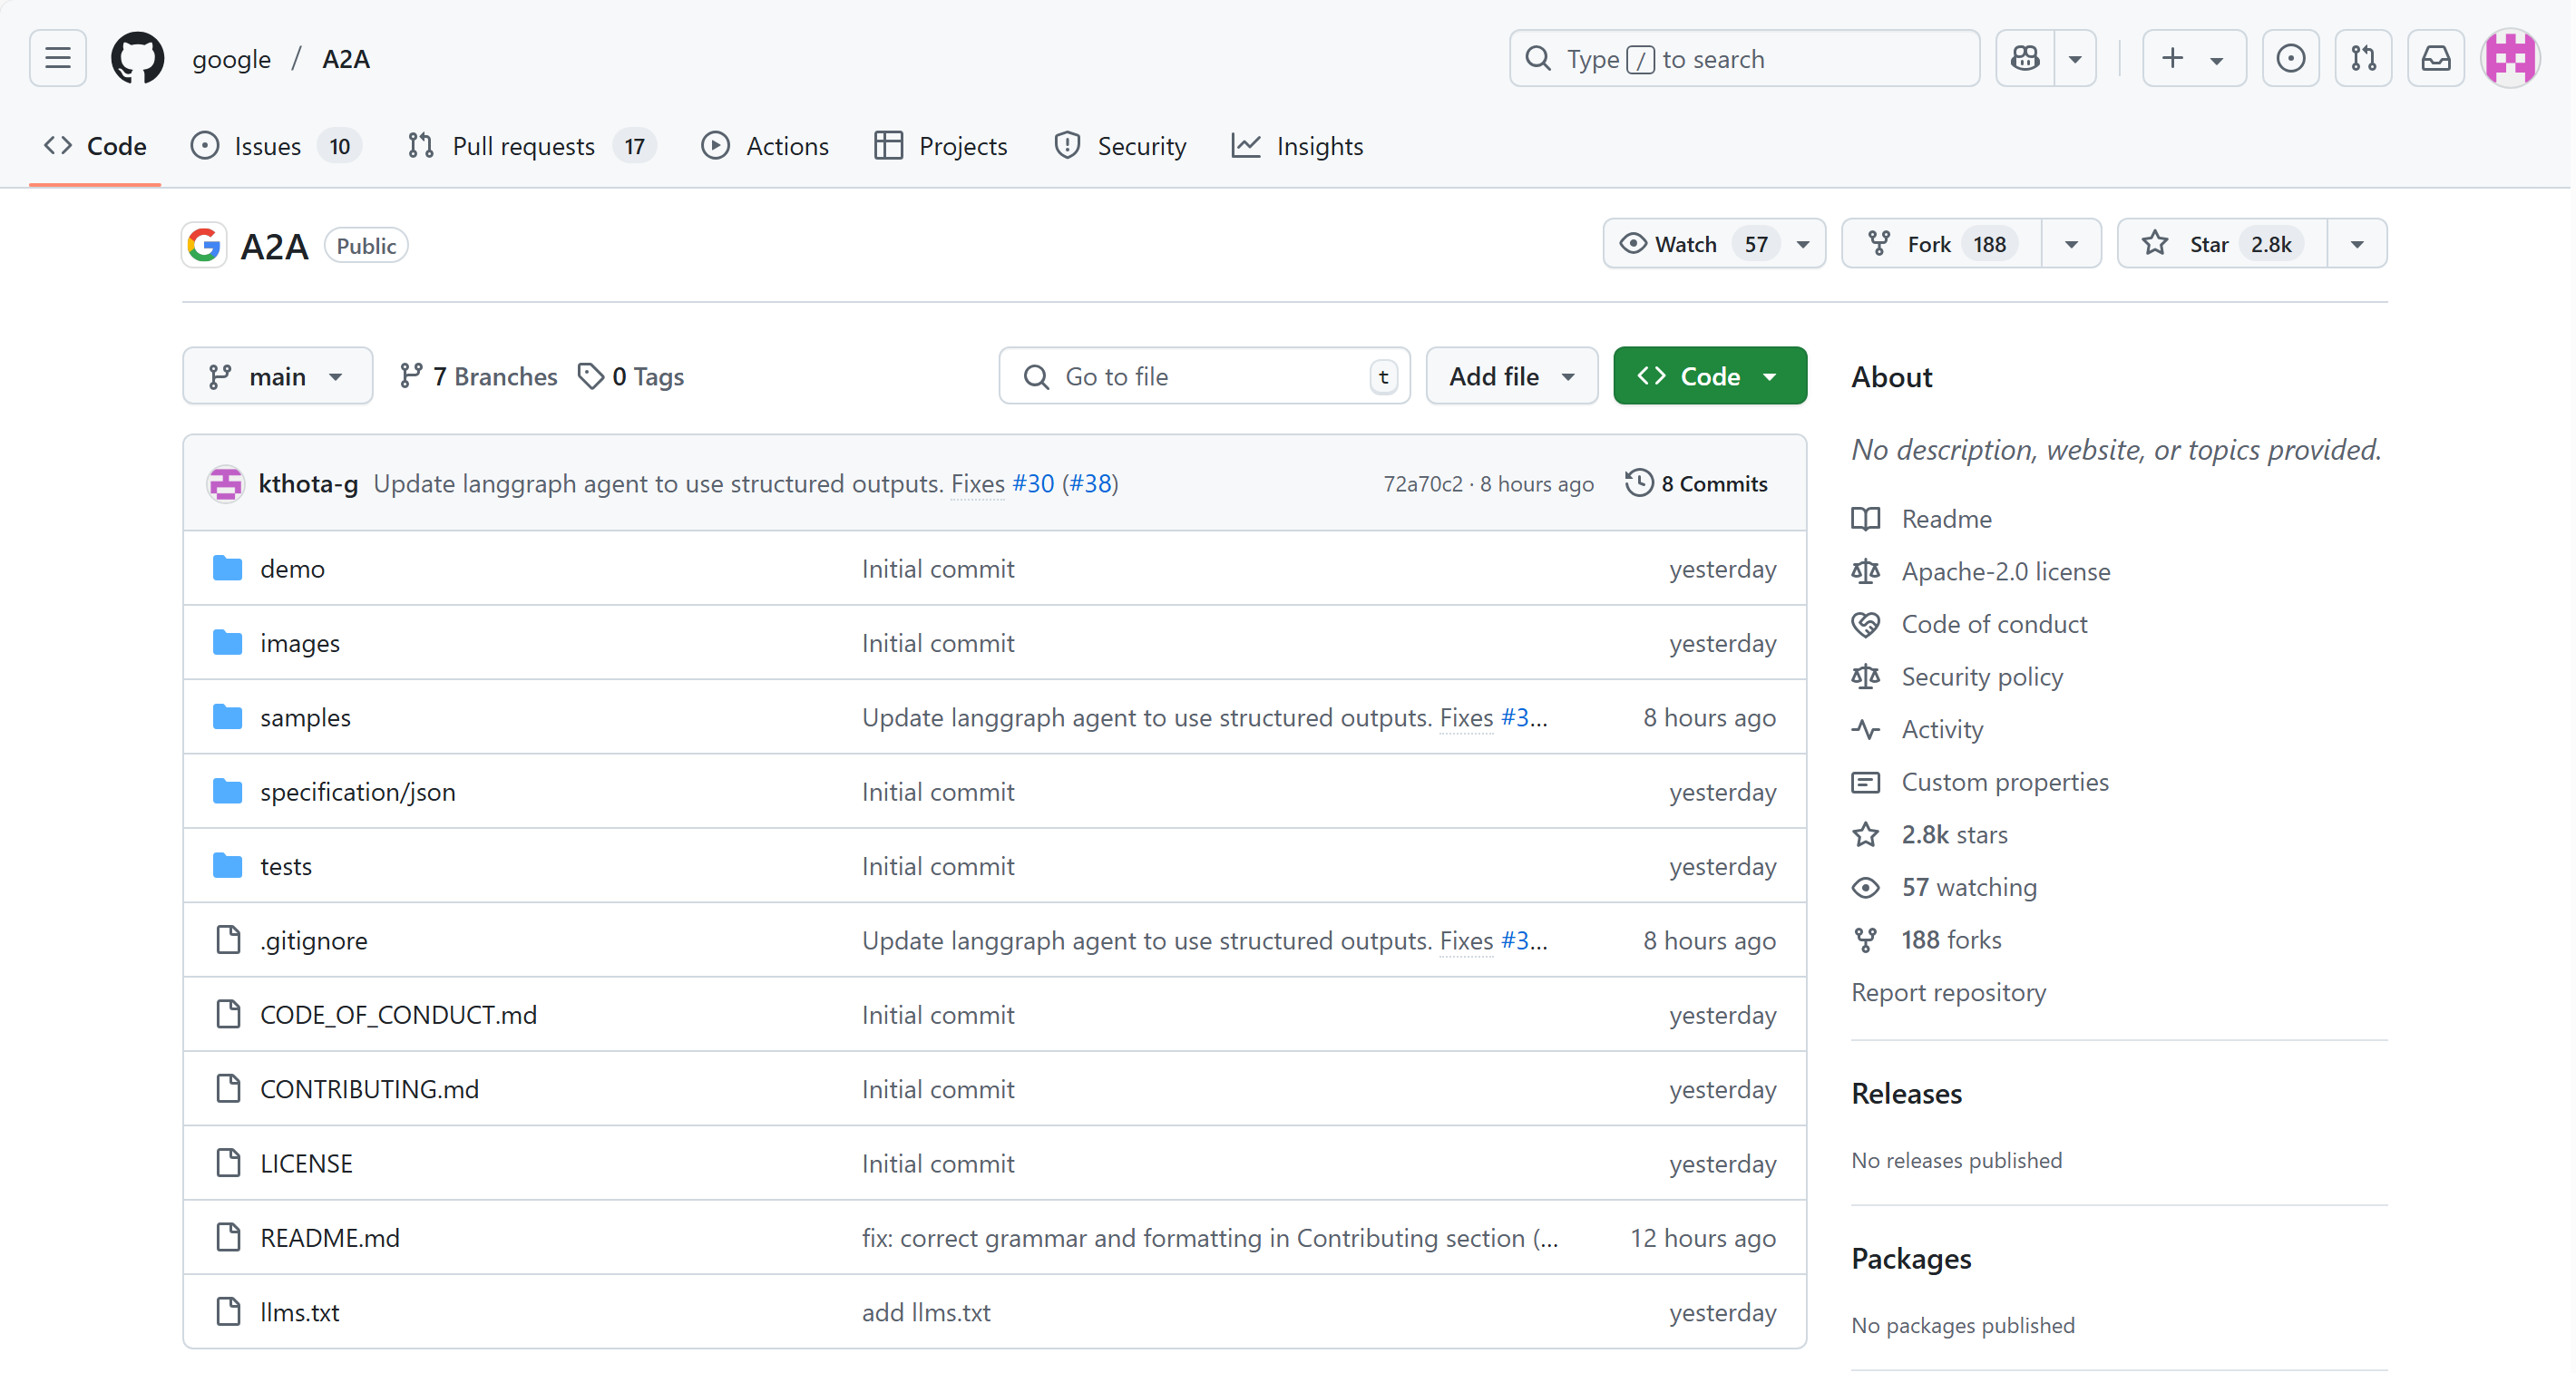 google / A2A
Type / to search
Code
Issues 10
Pull requests 17
Actions
Projects
Security
Insights
A2A Public
Watch 57
Fork 188
Star 2.8k
main
7 Branches
0 Tags
Go to file t
Add file
Code
kthota-g Update langgraph agent to use structured outputs. Fixes #30 (#38) 72a70c2 · 8 hours ago 8 Commits
demo Initial commit yesterday
images Initial commit yesterday
samples Update langgraph agent to use structured outputs. Fixes #3... 8 hours ago
specification/json Initial commit yesterday
tests Initial commit yesterday
.gitignore Update langgraph agent to use structured outputs. Fixes #3... 8 hours ago
CODE_OF_CONDUCT.md Initial commit yesterday
CONTRIBUTING.md Initial commit yesterday
LICENSE Initial commit yesterday
README.md fix: correct grammar and formatting in Contributing section (... 12 hours ago
llms.txt add llms.txt yesterday
About
No description, website, or topics provided.
Readme
Apache-2.0 license
Code of conduct
Security policy
Activity
Custom properties
2.8k stars
57 watching
188 forks
Report repository
Releases
No releases published
Packages
No packages published